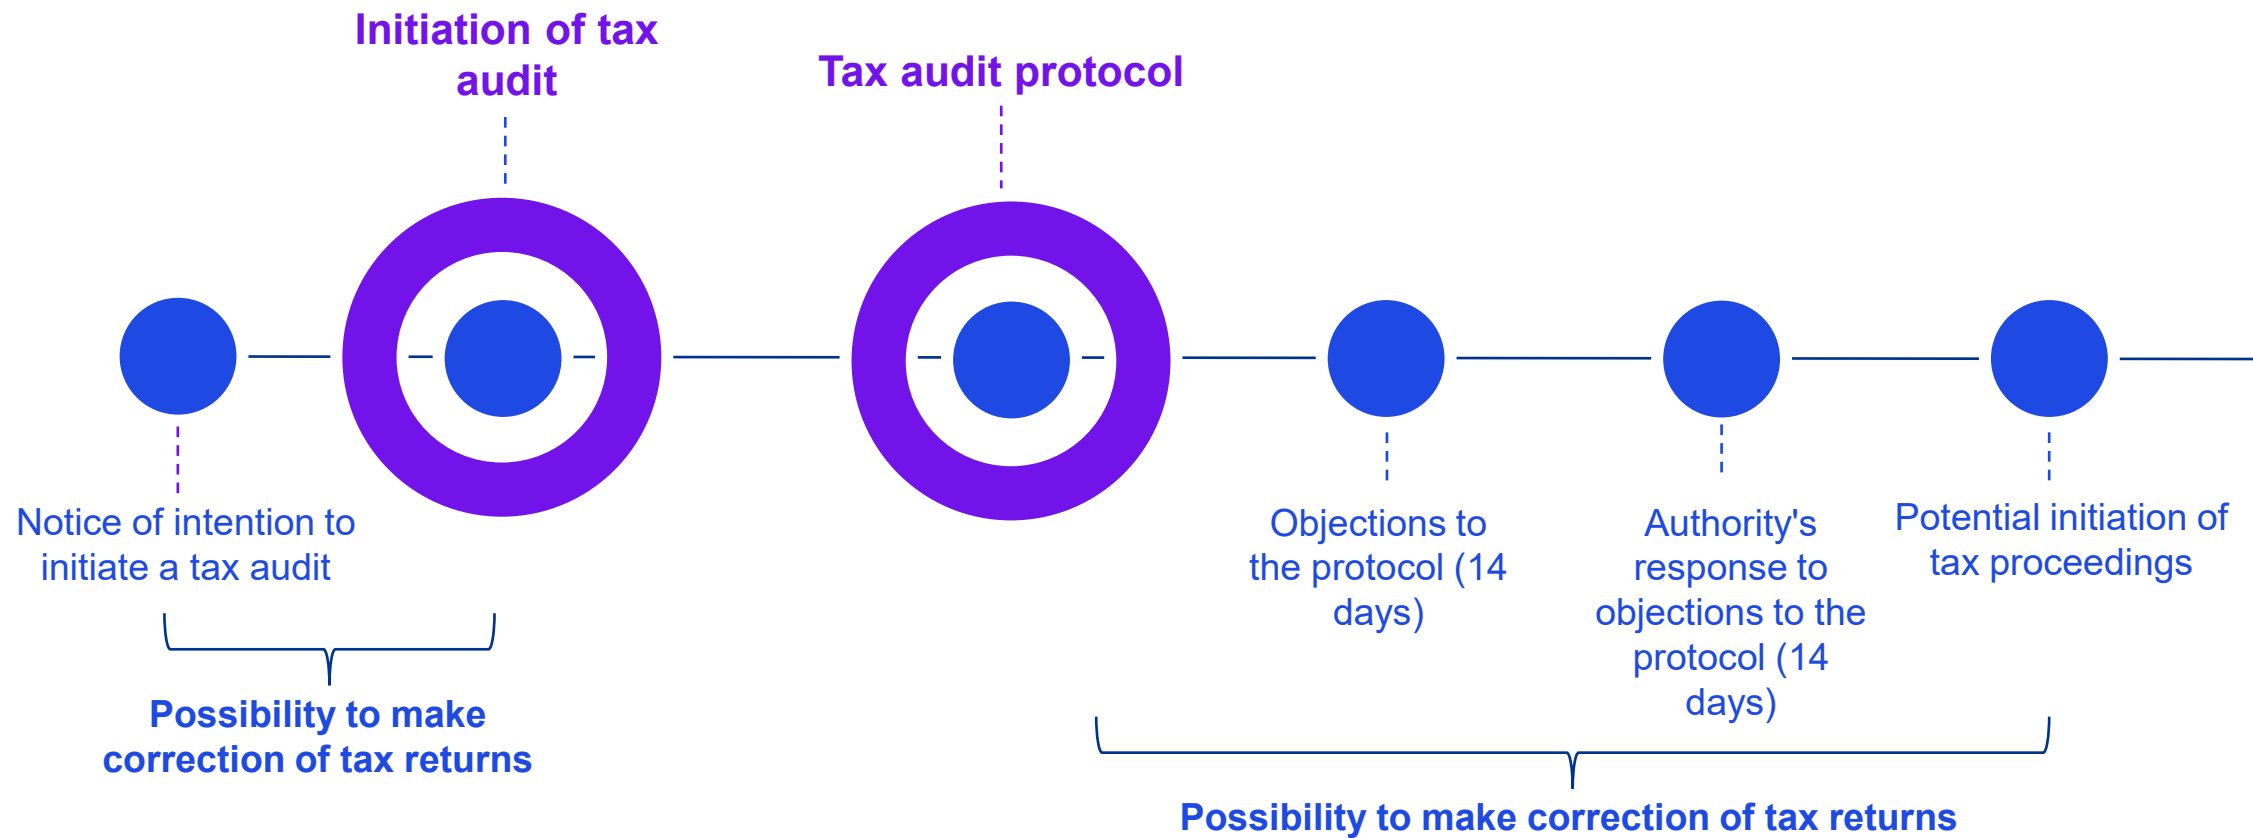 Initiation of tax
audit
Tax audit protocol
Notice of intention to
initiate a tax audit
Objections to
the protocol (14
days)
Authority's
response to
objections to the
protocol (14
days)
Potential initiation of
tax proceedings
Possibility to make
correction of tax returns
Possibility to make correction of tax returns